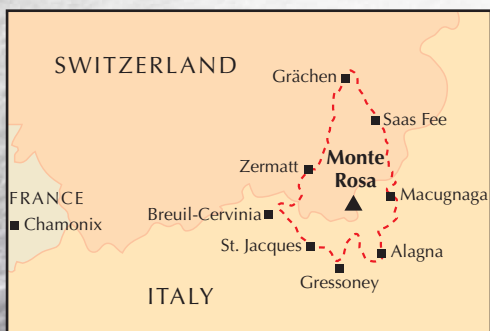 SWITZERLAND
Grächen
Saas Fee
Zermatt
Monte
Rosa
FRANCE
Macugnaga
Breuil-Cervinia
Chamonix
St. Jacques
Alagna
Gressoney
ITALY